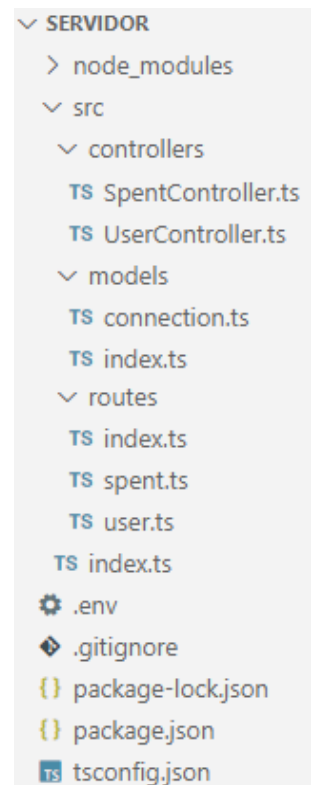 SERVIDOR
node_modules
src
controllers
TS SpentController.ts
TS UserController.ts
models
TS connection.ts
TS index.ts
routes
TS index.ts
TS spent.ts
TS user.ts
TS index.ts
.env
.gitignore
{} package-lock.json
{} package.json
TS tsconfig.json